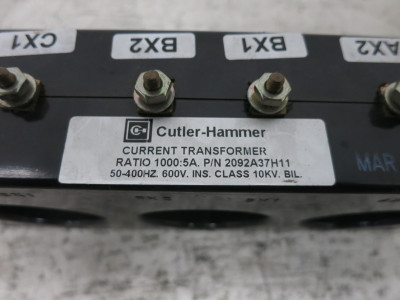 CX1
BX2
BX1
AX2
Cutler-Hammer
CURRENT TRANSFORMER
RATIO 1000:5A. P/N 2092A37H11
50-400HZ. 600V. INS. CLASS 10KV. BIL.
MAR